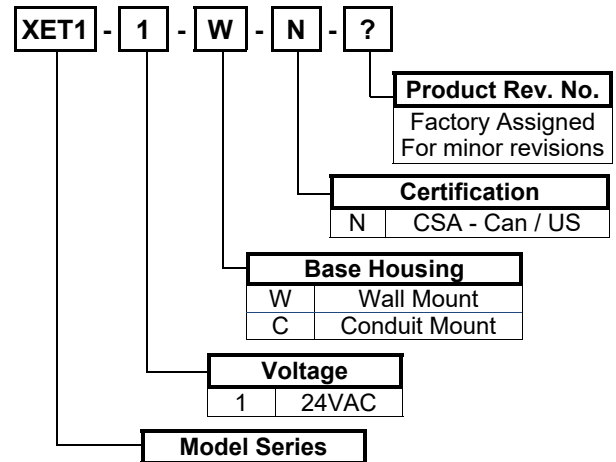 XET1 - 1 - W - N - ?
Product Rev. No.
Factory Assigned
For minor revisions
Certification
N CSA - Can / US
Base Housing
W Wall Mount
C Conduit Mount
Voltage
1 24VAC
Model Series